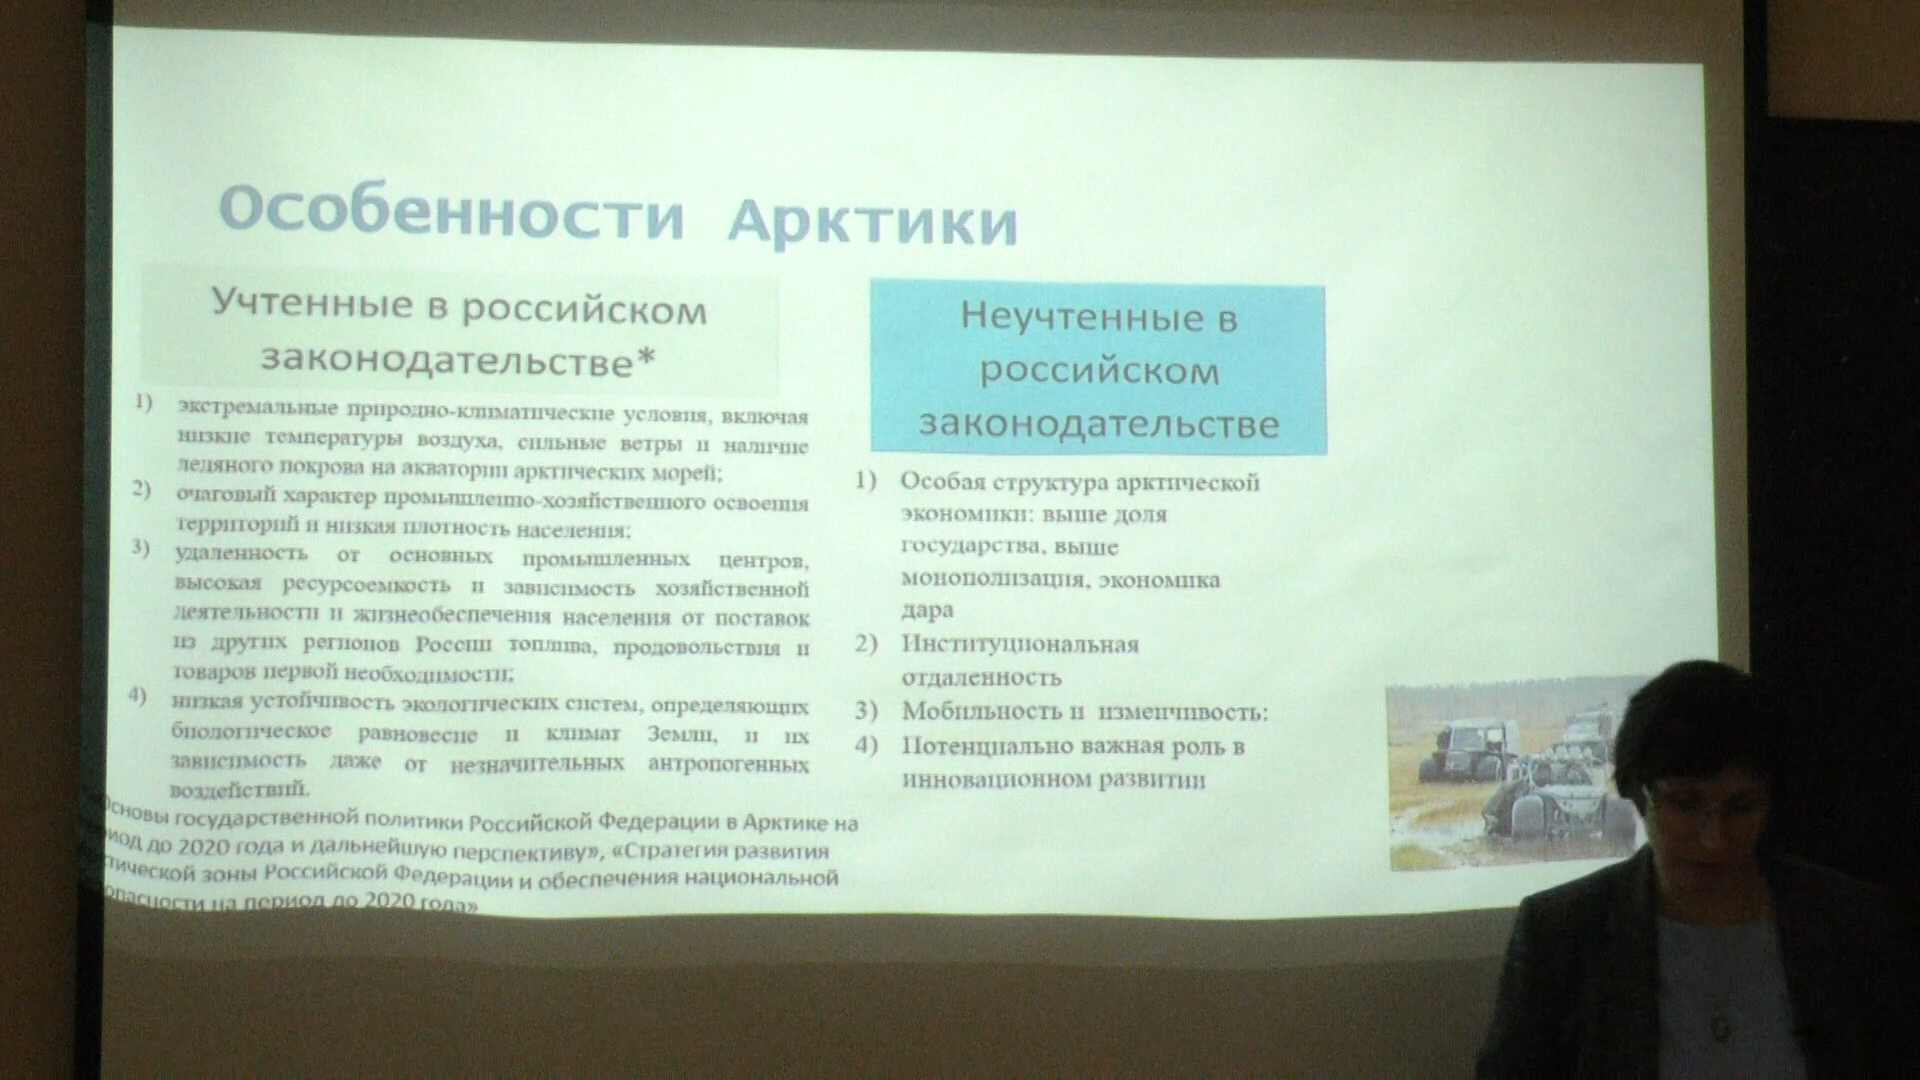 Особенности Арктики
Учтенные в российском
законодательстве*
1) экстремальные природно-климатические условия, включая
низкие температуры воздуха, сильные ветры и наличие
ледяного покрова на акватории арктических морей;
2) очаговый характер промышленно-хозяйственного освоения
территорий и низкая плотность населения;
3) удаленность от основных промышленных центров,
высокая ресурсоемкость и зависимость хозяйственной
деятельности и жизнеобеспечения населения от поставок
из других регионов России топлива, продовольствия и
товаров первой необходимости;
4) низкая устойчивость экологических систем, определяющих
биологическое равновесие и климат Земли, и их
зависимость даже от незначительных антропогенных
воздействий.
Основы государственной политики Российской Федерации в Арктике на
иод до 2020 года и дальнейшую перспективу», «Стратегия развития
тической зоны Российской Федерации и обеспечения национальной
опасности на период до 2020 года»
Неучтенные в
российском
законодательстве
1) Особая структура арктической
экономики: выше доля
государства, выше
монополизация, экономика
дара
2) Институциональная
отдаленность
3) Мобильность и изменчивость:
4) Потенциально важная роль в
инновационном развитии